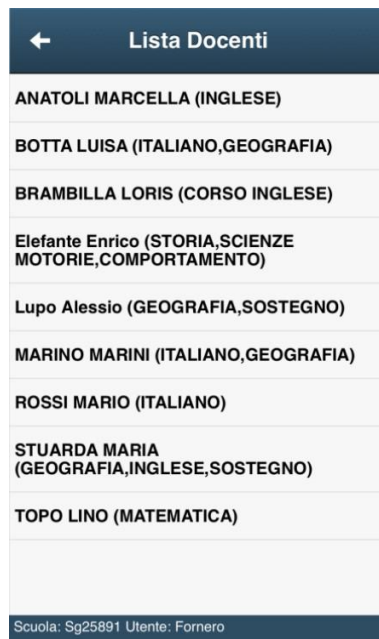 Lista Docenti
ANATOLI MARCELLA (INGLESE)
BOTTA LUISA (ITALIANO,GEOGRAFIA)
BRAMBILLA LORIS (CORSO INGLESE)
Elefante Enrico (STORIA,SCIENZE
MOTORIE,COMPORTAMENTO)
Lupo Alessio (GEOGRAFIA,SOSTEGNO)
MARINO MARINI (ITALIANO,GEOGRAFIA)
ROSSI MARIO (ITALIANO)
STUARDA MARIA
(GEOGRAFIA,INGLESE,SOSTEGNO)
TOPO LINO (MATEMATICA)
Scuola: Sg25891 Utente: Fornero